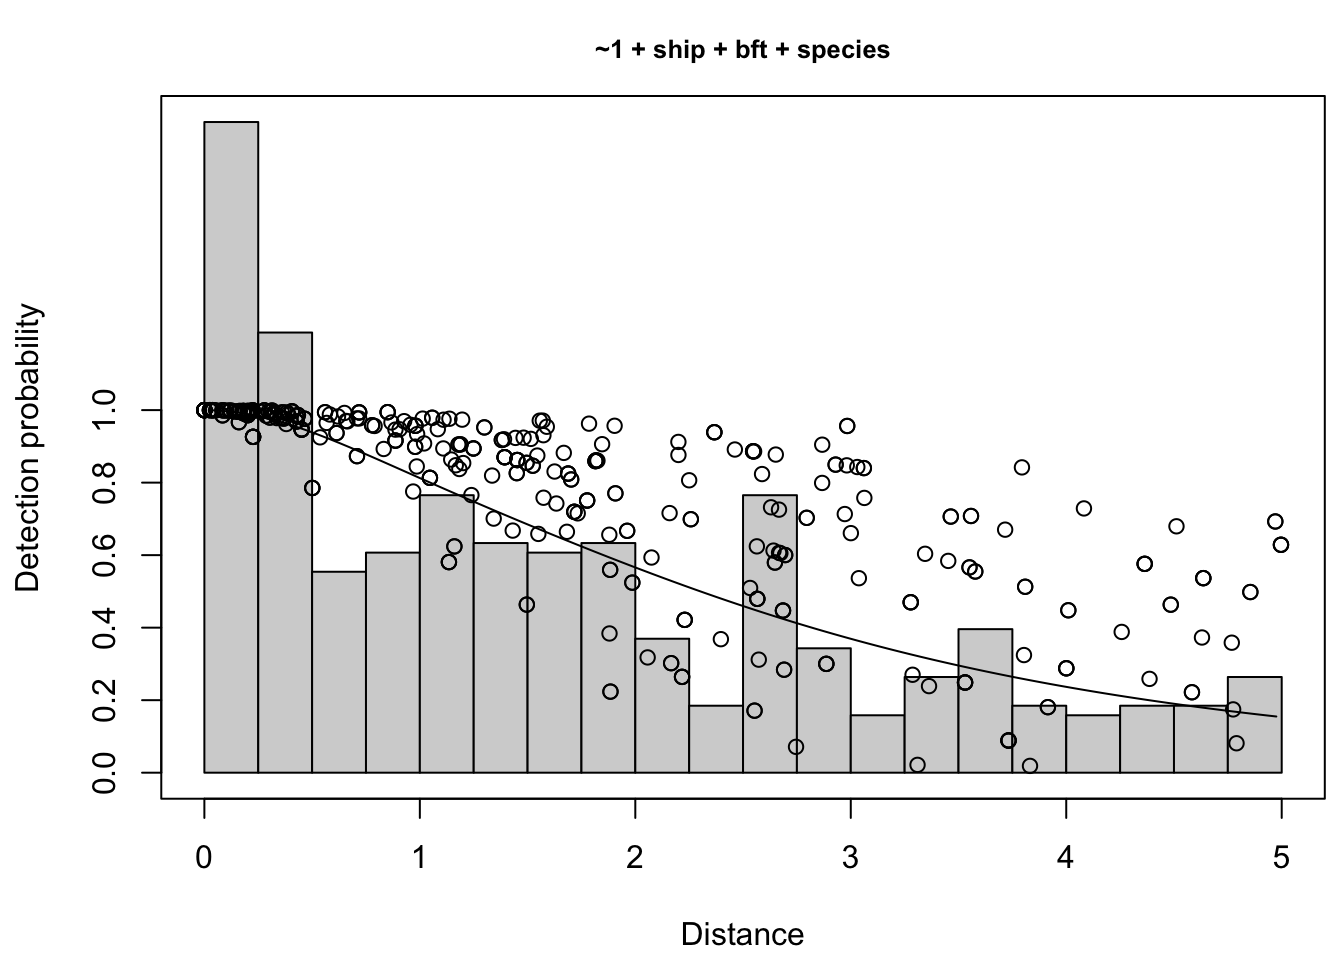 ~1 + ship + bft + species
Detection probability
1.0
0.8
0.6
0.4
0.2
0.0
0 1 2 3 4 5
Distance